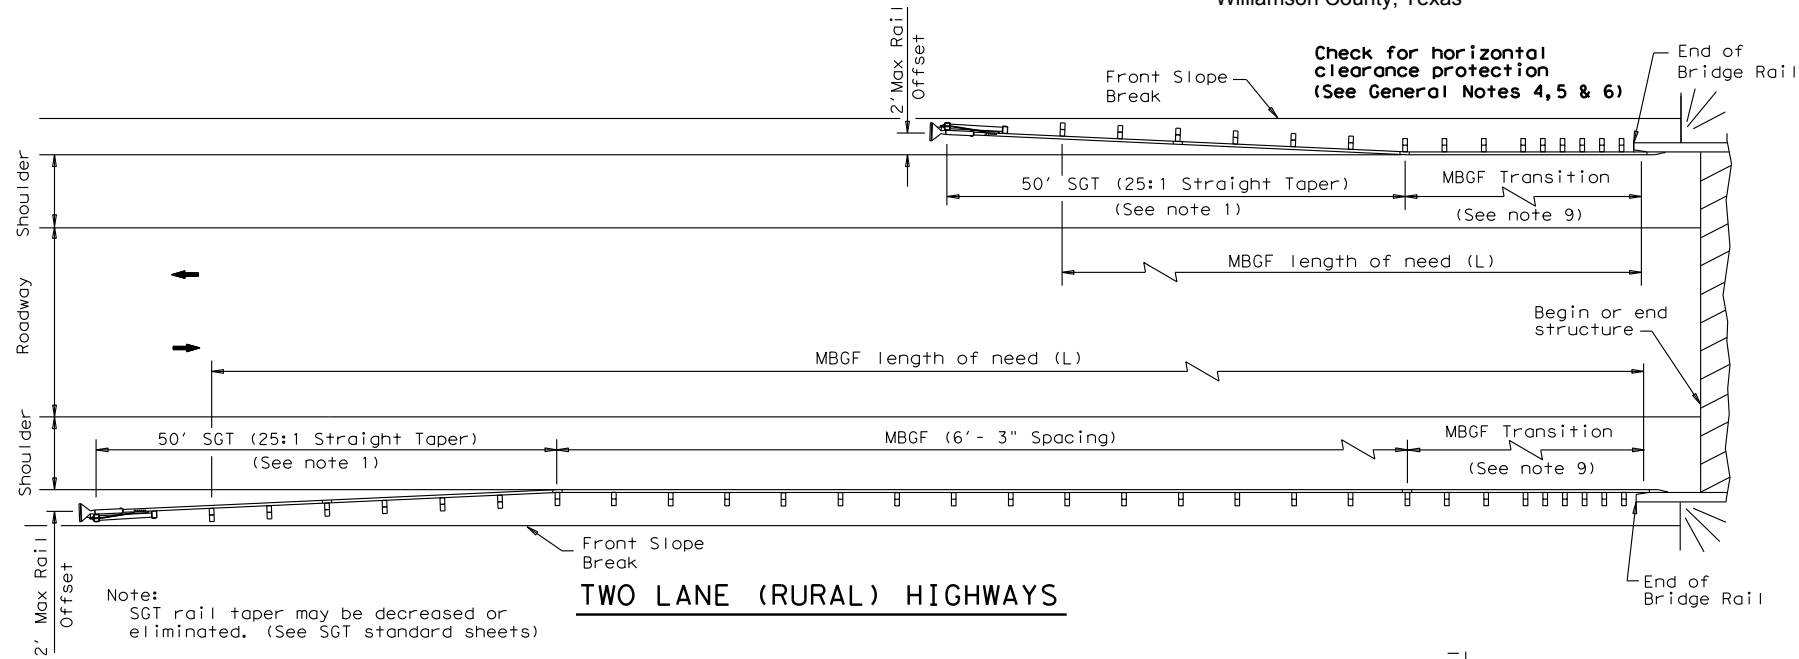 Williamson County, Texas
2'Max Rail
Offset
Check for horizontal
clearance protection
(See General Notes 4,5 & 6)
End of
Bridge Rail
Front Slope
Break
Shoulder
50' SGT (25:1 Straight Taper)
(See note 1)
MBGF Transition
(See note 9)
MBGF length of need (L)
Roadway
Begin or end
structure
MBGF length of need (L)
Shoulder
50' SGT (25:1 Straight Taper)
(See note 1)
MBGF (6'- 3" Spacing)
MBGF Transition
(See note 9)
2' Max Rail
Offset
Front Slope
Break
End of
Bridge Rail
Note:
SGT rail taper may be decreased or
eliminated. (See SGT standard sheets)
TWO LANE (RURAL) HIGHWAYS